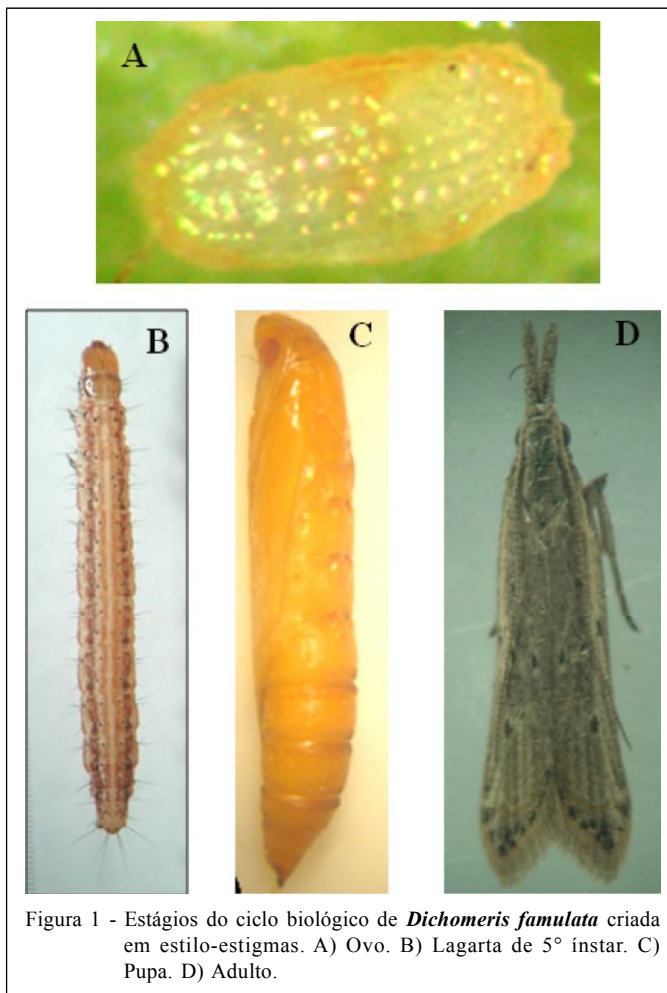 A
B
C
D
Figura 1 - Estágios do ciclo biológico de Dichomeris famulata criada
em estilo-estigmas. A) Ovo. B) Lagarta de 5° ínstar. C)
Pupa. D) Adulto.